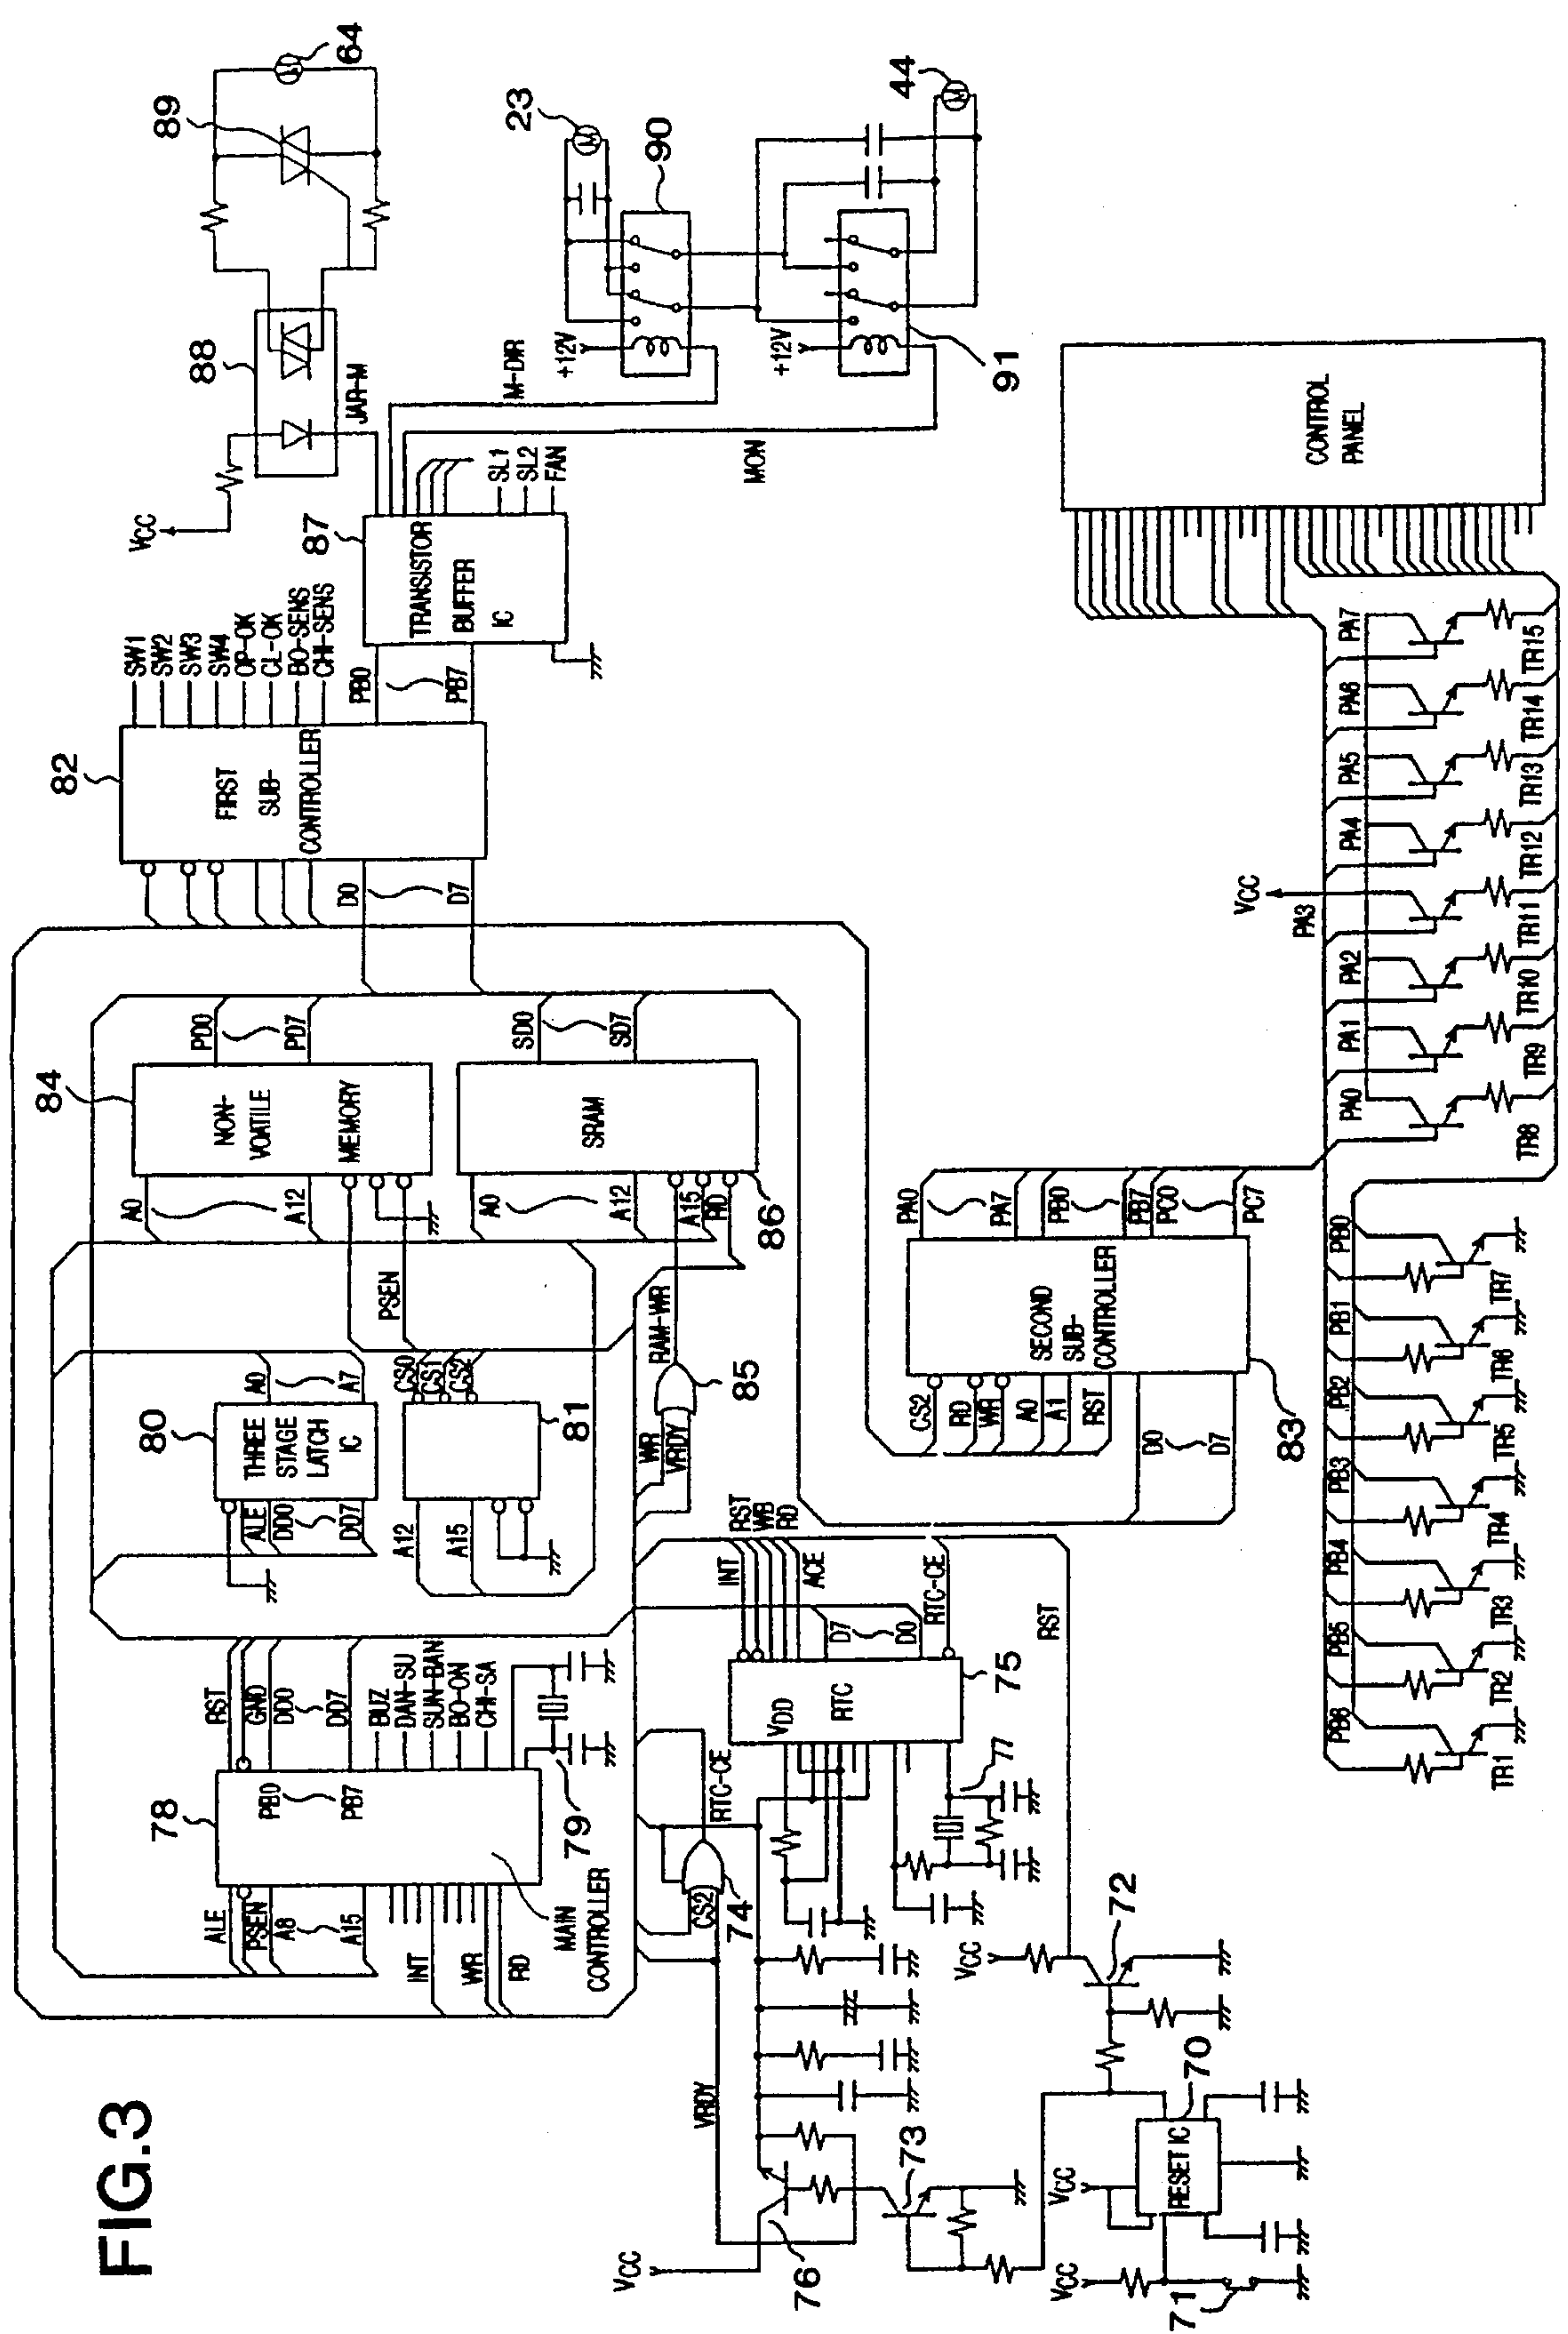 FIG.3
78
ALE
PSEN
A8
A15
INT
WR
RD
MAIN
CONTROLLER
PB0
PB7
RST
GND
DD0
DD7
BUZ
DAN-SU
SUN-BAN
BO-ON
CHI-SA
79
80
THREE
STAGE
LATCH
IC
ALE
DD0
DD7
A0
A7
81
A12
A15
CS0
CS1
CS2
PSEN
84
NON-
VOATILE
MEMORY
A0
A12
PD0
PD7
SRAM
A0
A12
A15
RD
SD0
SD7
86
RAM-WR
WR
VRDY
85
82
FIRST
SUB-
CONTROLLER
D0
D7
SW1
SW2
SW3
SW4
OP-OK
CL-OK
BO-SENS
CHI-SENS
PB0
PB7
87
TRANSISTOR
BUFFER
IC
SL1
SL2
FAN
VCC
88
JAR-M
89
64
M-DIR
MON
+12V
90
M
23
+12V
91
M
44
VRDY
CS2
74
RTC-CE
VCC
76
73
VDD
RTC
75
77
INT
RST
WB
RD
ACE
D7
D0
RTC-CE
RST
VCC
72
VCC
RESET IC
70
VCC
71
83
SECOND
SUB-
CONTROLLER
CS2
RD
WR
A0
A1
RST
D0
D7
PA0
PA7
PB0
PB7
PC0
PC7
CONTROL
PANEL
VCC
PA0
PA1
PA2
PA3
PA4
PA5
PA6
PA7
TR8
TR9
TR10
TR11
TR12
TR13
TR14
TR15
PB6
PB5
PB4
PB3
PB2
PB1
PB0
TR1
TR2
TR3
TR4
TR5
TR6
TR7